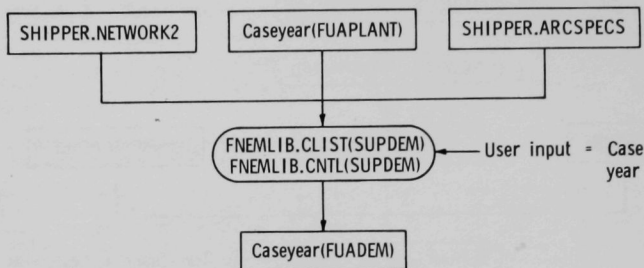 SHIPPER.NETWORK2
Caseyear(FUAPLANT)
SHIPPER.ARCSPECS
FNEMLIB.CLIST(SUPDEM)
FNEMLIB.CNTL(SUPDEM)
User input = Case
year
Caseyear(FUADEM)